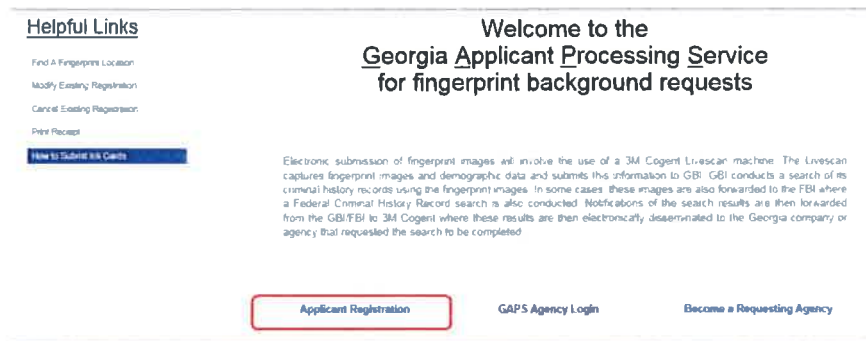 Helpful Links
Find A Fingerprint Location
Modify Existing Registration
Cancel Existing Registration
Print Receipt
How to Submit Ink Cards
Welcome to the
Georgia Applicant Processing Service
for fingerprint background requests
Electronic submission of fingerprint images will involve the use of a 3M Cogent Livescan machine. The Livescan
captures fingerprint images and demographic data and submits this information to GBI. GBI conducts a search of its
criminal history records using the fingerprint images. In some cases, these images are also forwarded to the FBI where
a Federal Criminal History Record search is also conducted. Notifications of the search results are then forwarded
from the GBI/FBI to 3M Cogent where these results are then electronically disseminated to the Georgia company or
agency that requested the search to be completed
Applicant Registration
GAPS Agency Login
Become a Requesting Agency